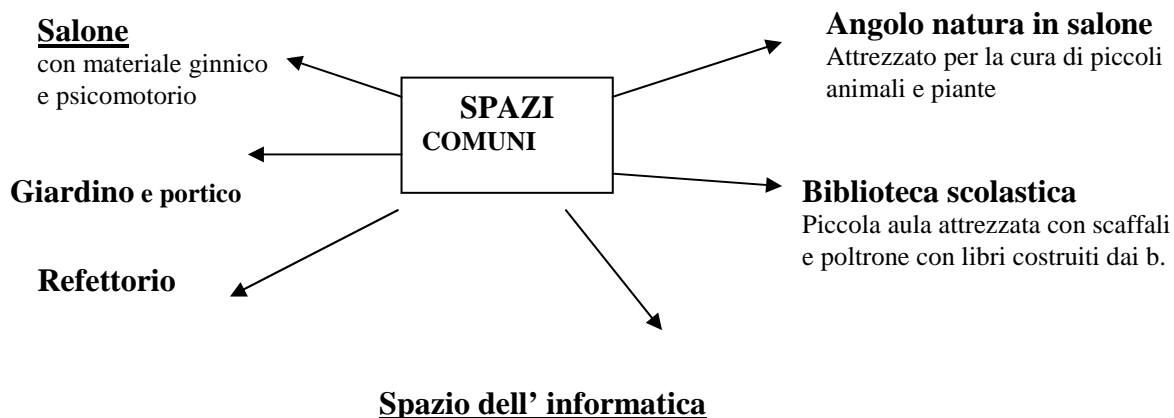 Salone
con materiale ginnico
e psicomotorio
Angolo natura in salone
Attrezzato per la cura di piccoli
animali e piante
SPAZI
COMUNI
Giardino e portico
Biblioteca scolastica
Piccola aula attrezzata con scaffali
e poltrone con libri costruiti dai b.
Refettorio
Spazio dell’ informatica